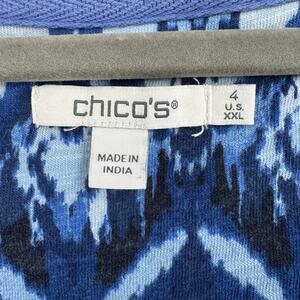 chico's®
4
U.S.
XXL
MADE IN
INDIA